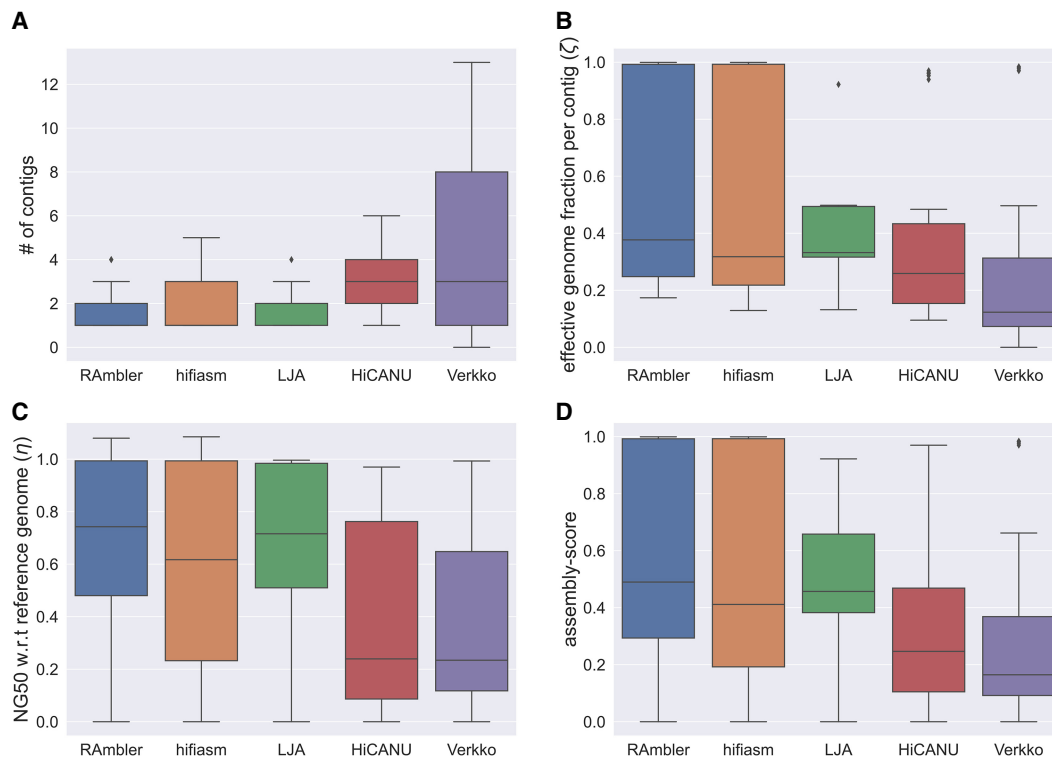 A
# of contigs
12
10
8
6
4
2
0
RAmbler hifiasm LJA HiCANU Verkko
B
effective genome fraction per contig (ζ)
1.0
0.8
0.6
0.4
0.2
0.0
RAmbler hifiasm LJA HiCANU Verkko
C
NG50 w.r.t reference genome (η)
1.0
0.8
0.6
0.4
0.2
0.0
RAmbler hifiasm LJA HiCANU Verkko
D
assembly-score
1.0
0.8
0.6
0.4
0.2
0.0
RAmbler hifiasm LJA HiCANU Verkko